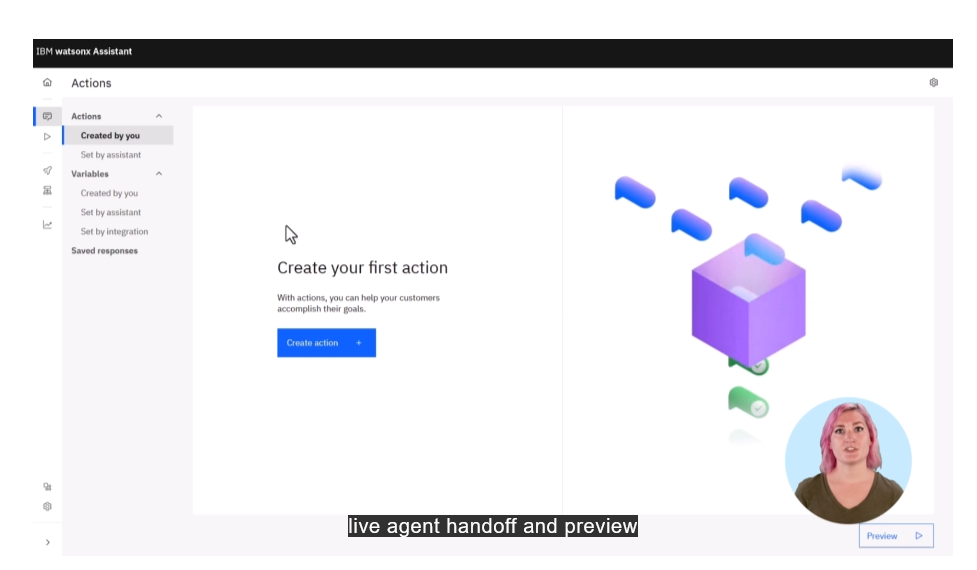 IBM watsonx Assistant
Actions
Actions
Created by you
Set by assistant
Variables
Created by you
Set by assistant
Set by integration
Saved responses
Create your first action
With actions, you can help your customers
accomplish their goals.
Create action +
live agent handoff and preview
Preview